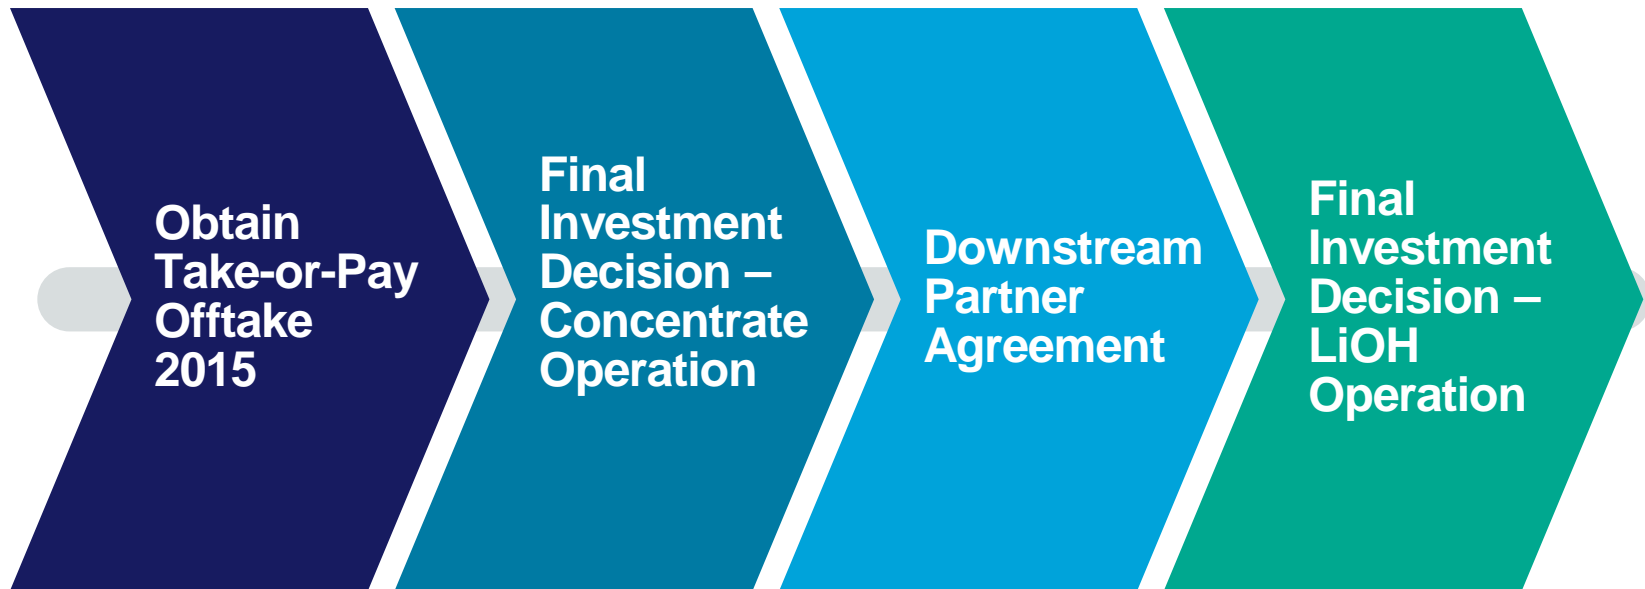 Obtain
Take-or-Pay
Offtake
2015
Final
Investment
Decision –
Concentrate
Operation
Downstream
Partner
Agreement
Final
Investment
Decision –
LiOH
Operation